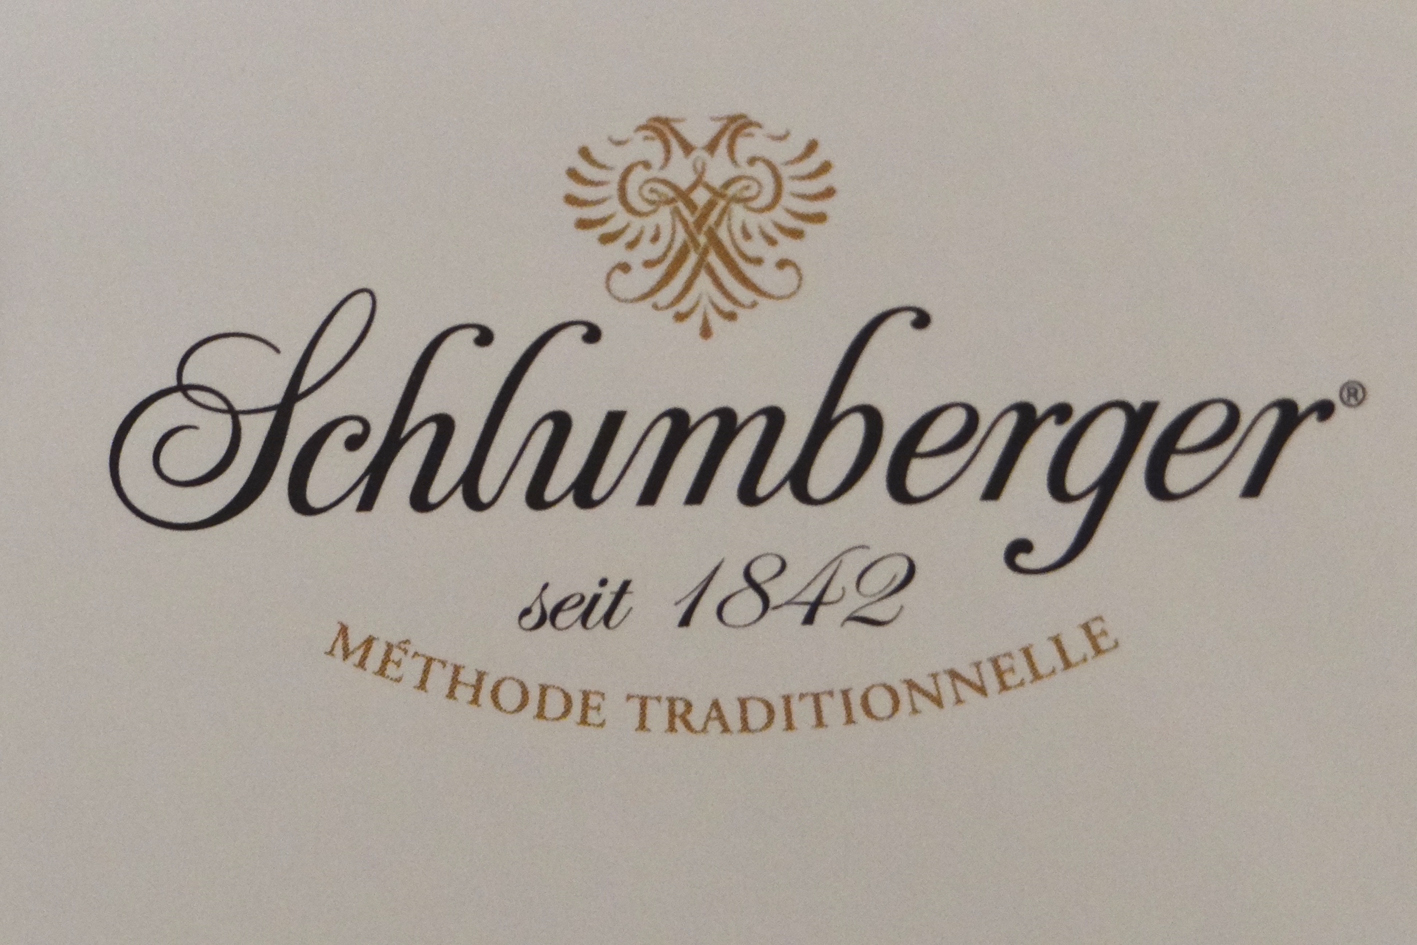 Schlumberger®
seit 1842
MÉTHODE TRADITIONNELLE